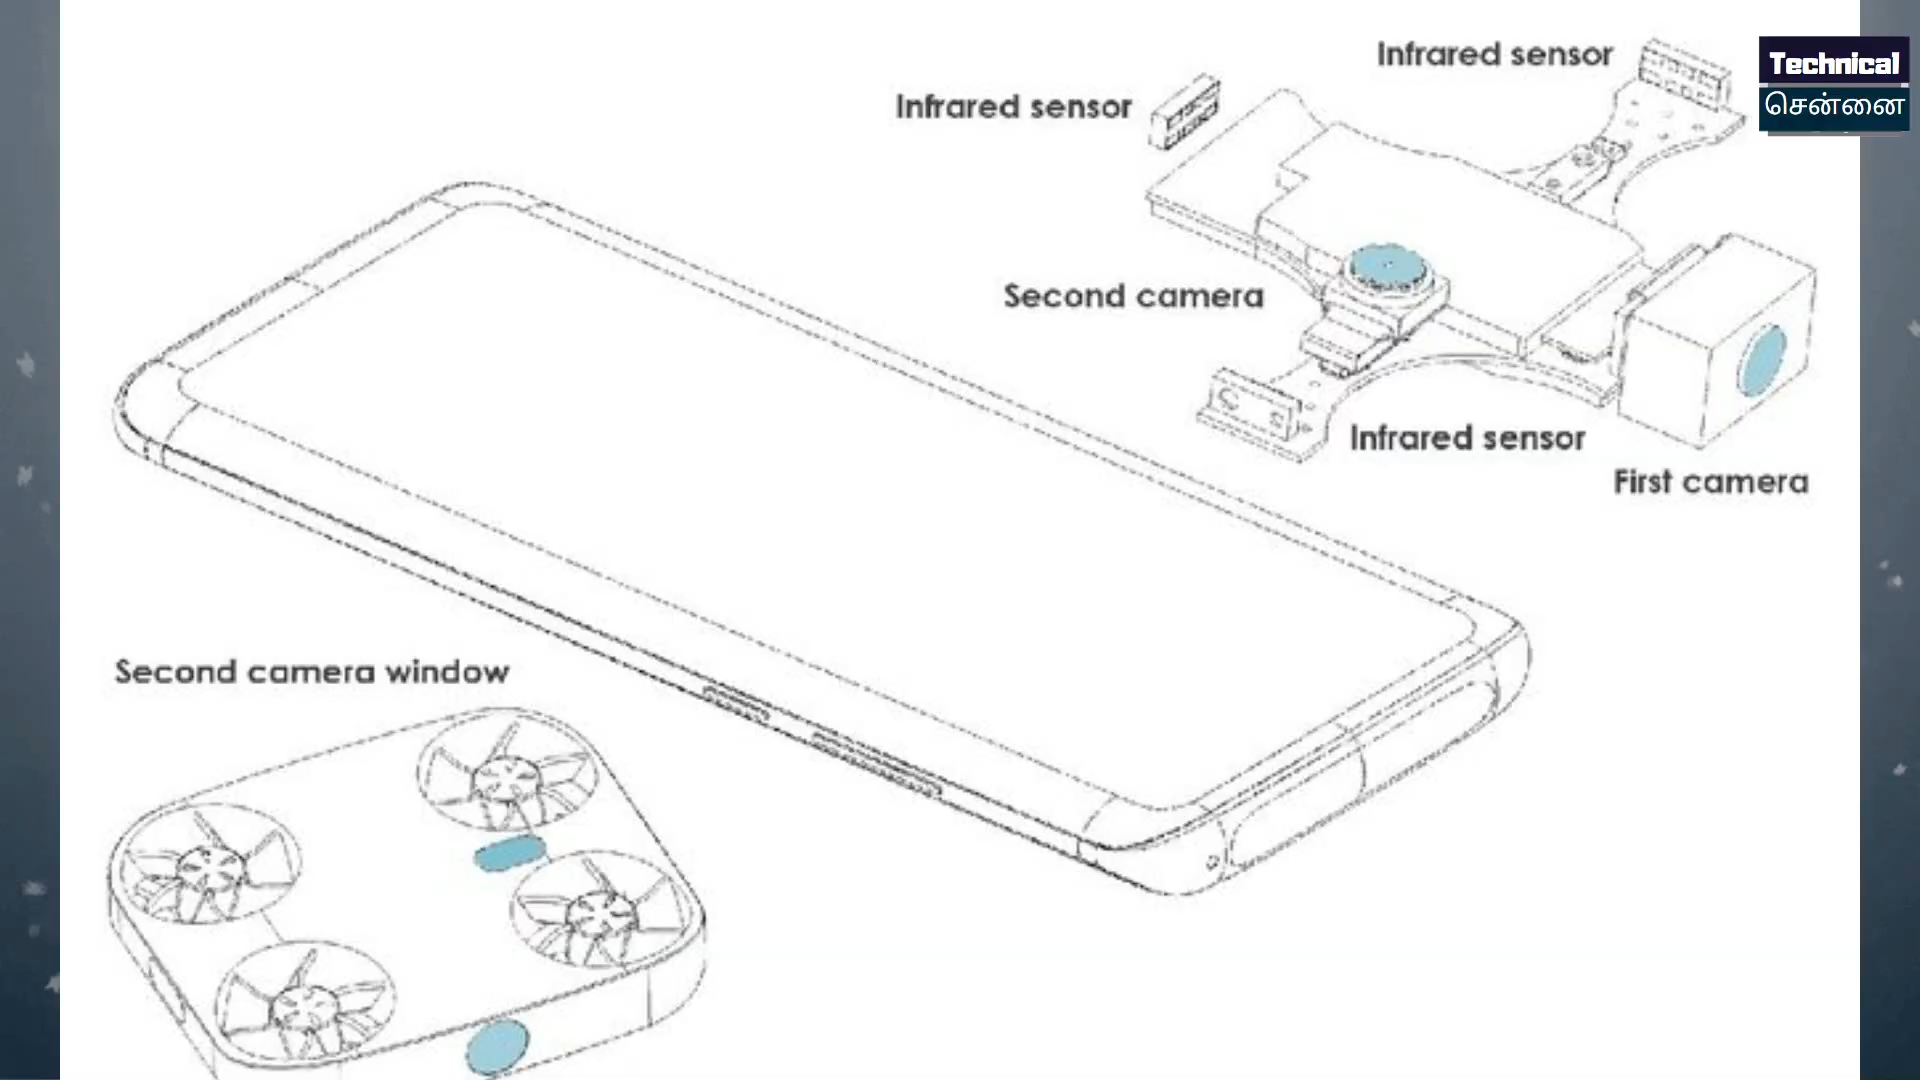 Infrared sensor
Technical
சென்னை
Infrared sensor
Second camera
Infrared sensor
First camera
Second camera window